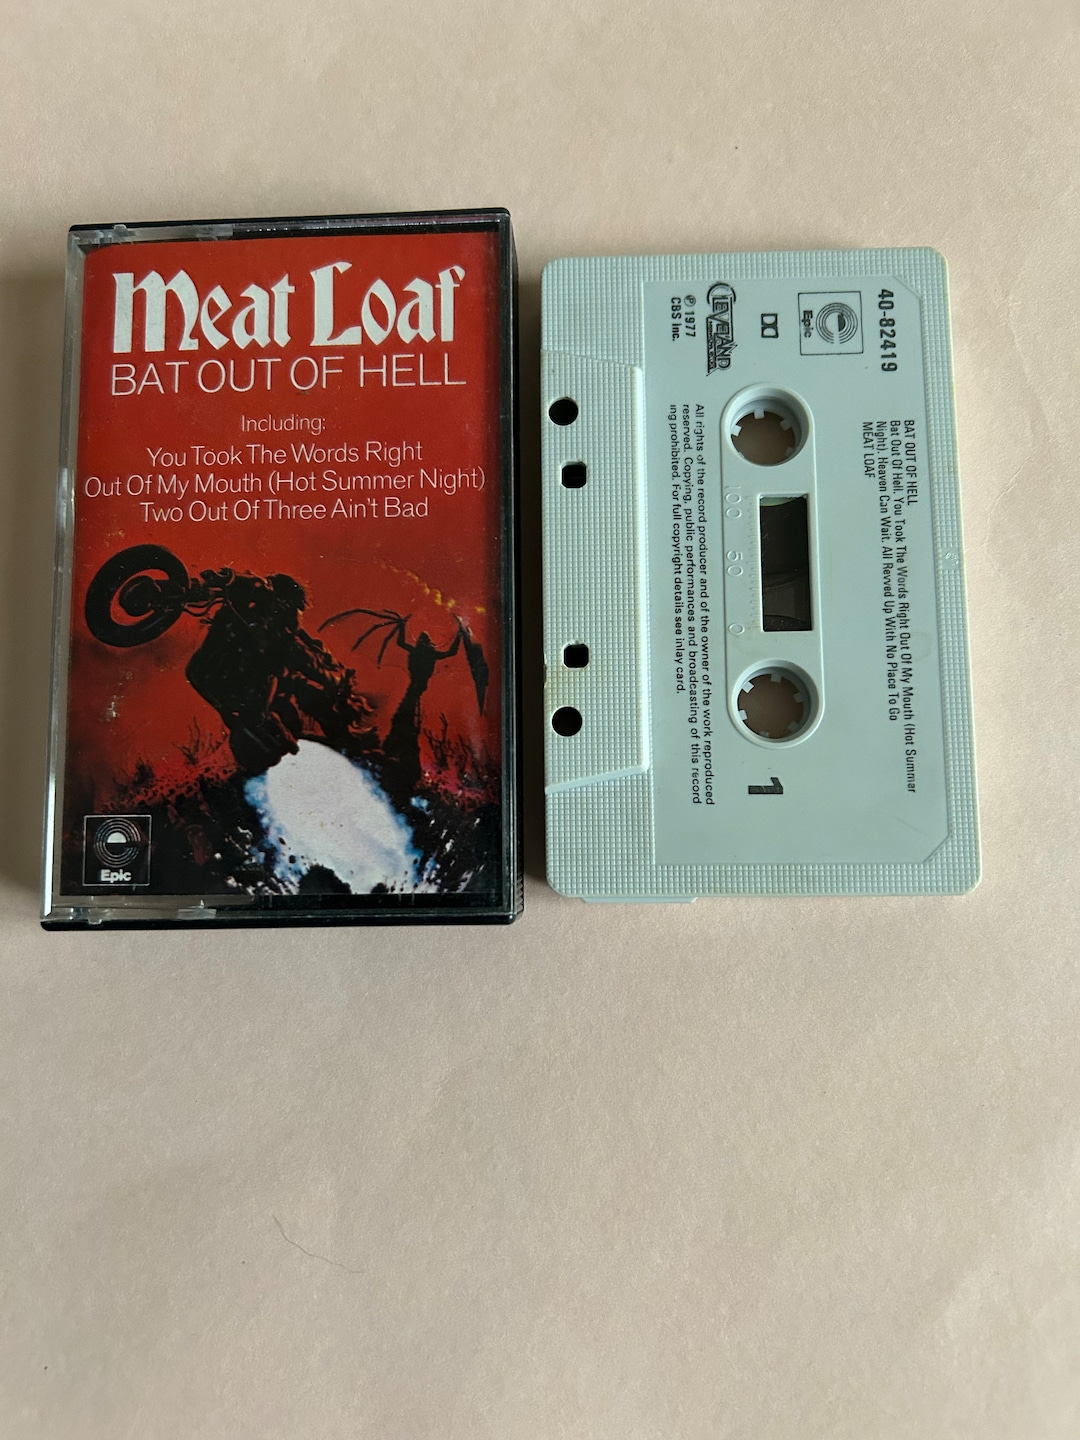 Meat Loaf
BAT OUT OF HELL
Including:
You Took The Words Right
Out Of My Mouth (Hot Summer Night)
Two Out Of Three Ain't Bad
Epic
40-82419
Epic
CLEVELAND
℗ 1977
CBS Inc.
BAT OUT OF HELL
Bat Out Of Hell. You Took The Words Right Out Of My Mouth (Hot Summar
Night). Heaven Can Wait. All Revved Up With No Place To Go
MEAT LOAF
1
100 50 0
All rights of the record producer and of the owner of the work reproduced
reserved. Copying, public performances and broadcasting of this record
ing prohibited. For full copyright details see inlay card.